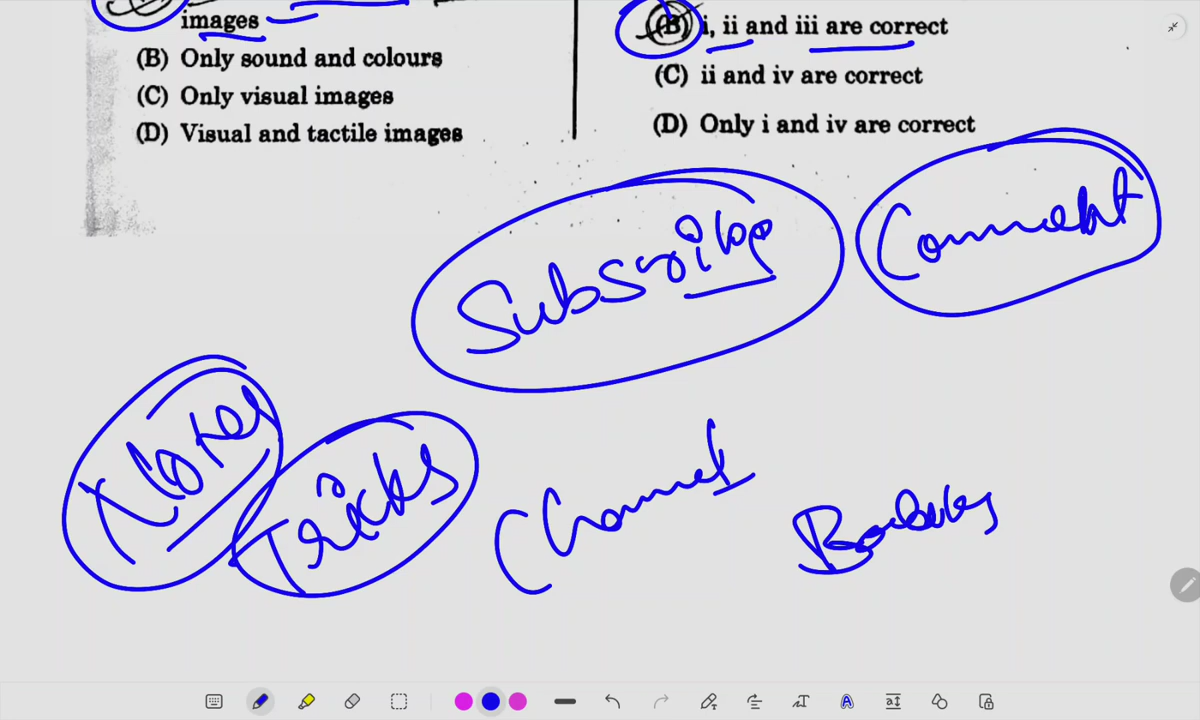 images
(B) Only sound and colours
(C) Only visual images
(D) Visual and tactile images
(B) i, ii and iii are correct
(C) ii and iv are correct
(D) Only i and iv are correct
Subscribe
Comment
Notes
Tricks
Channel